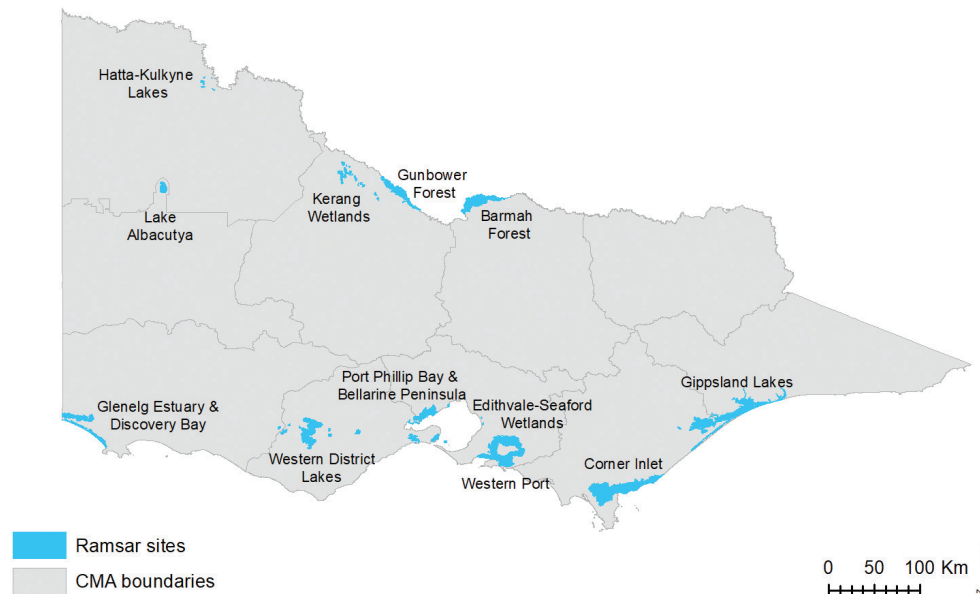 Hatta-Kulkyne
Lakes
Gunbower
Forest
Kerang
Wetlands
Barmah
Forest
Lake
Albacutya
Port Phillip Bay &
Bellarine Peninsula
Gippsland Lakes
Glenelg Estuary &
Discovery Bay
Edithvale-Seaford
Wetlands
Western District
Lakes
Corner Inlet
Western Port
Ramsar sites
CMA boundaries
0 50 100 Km